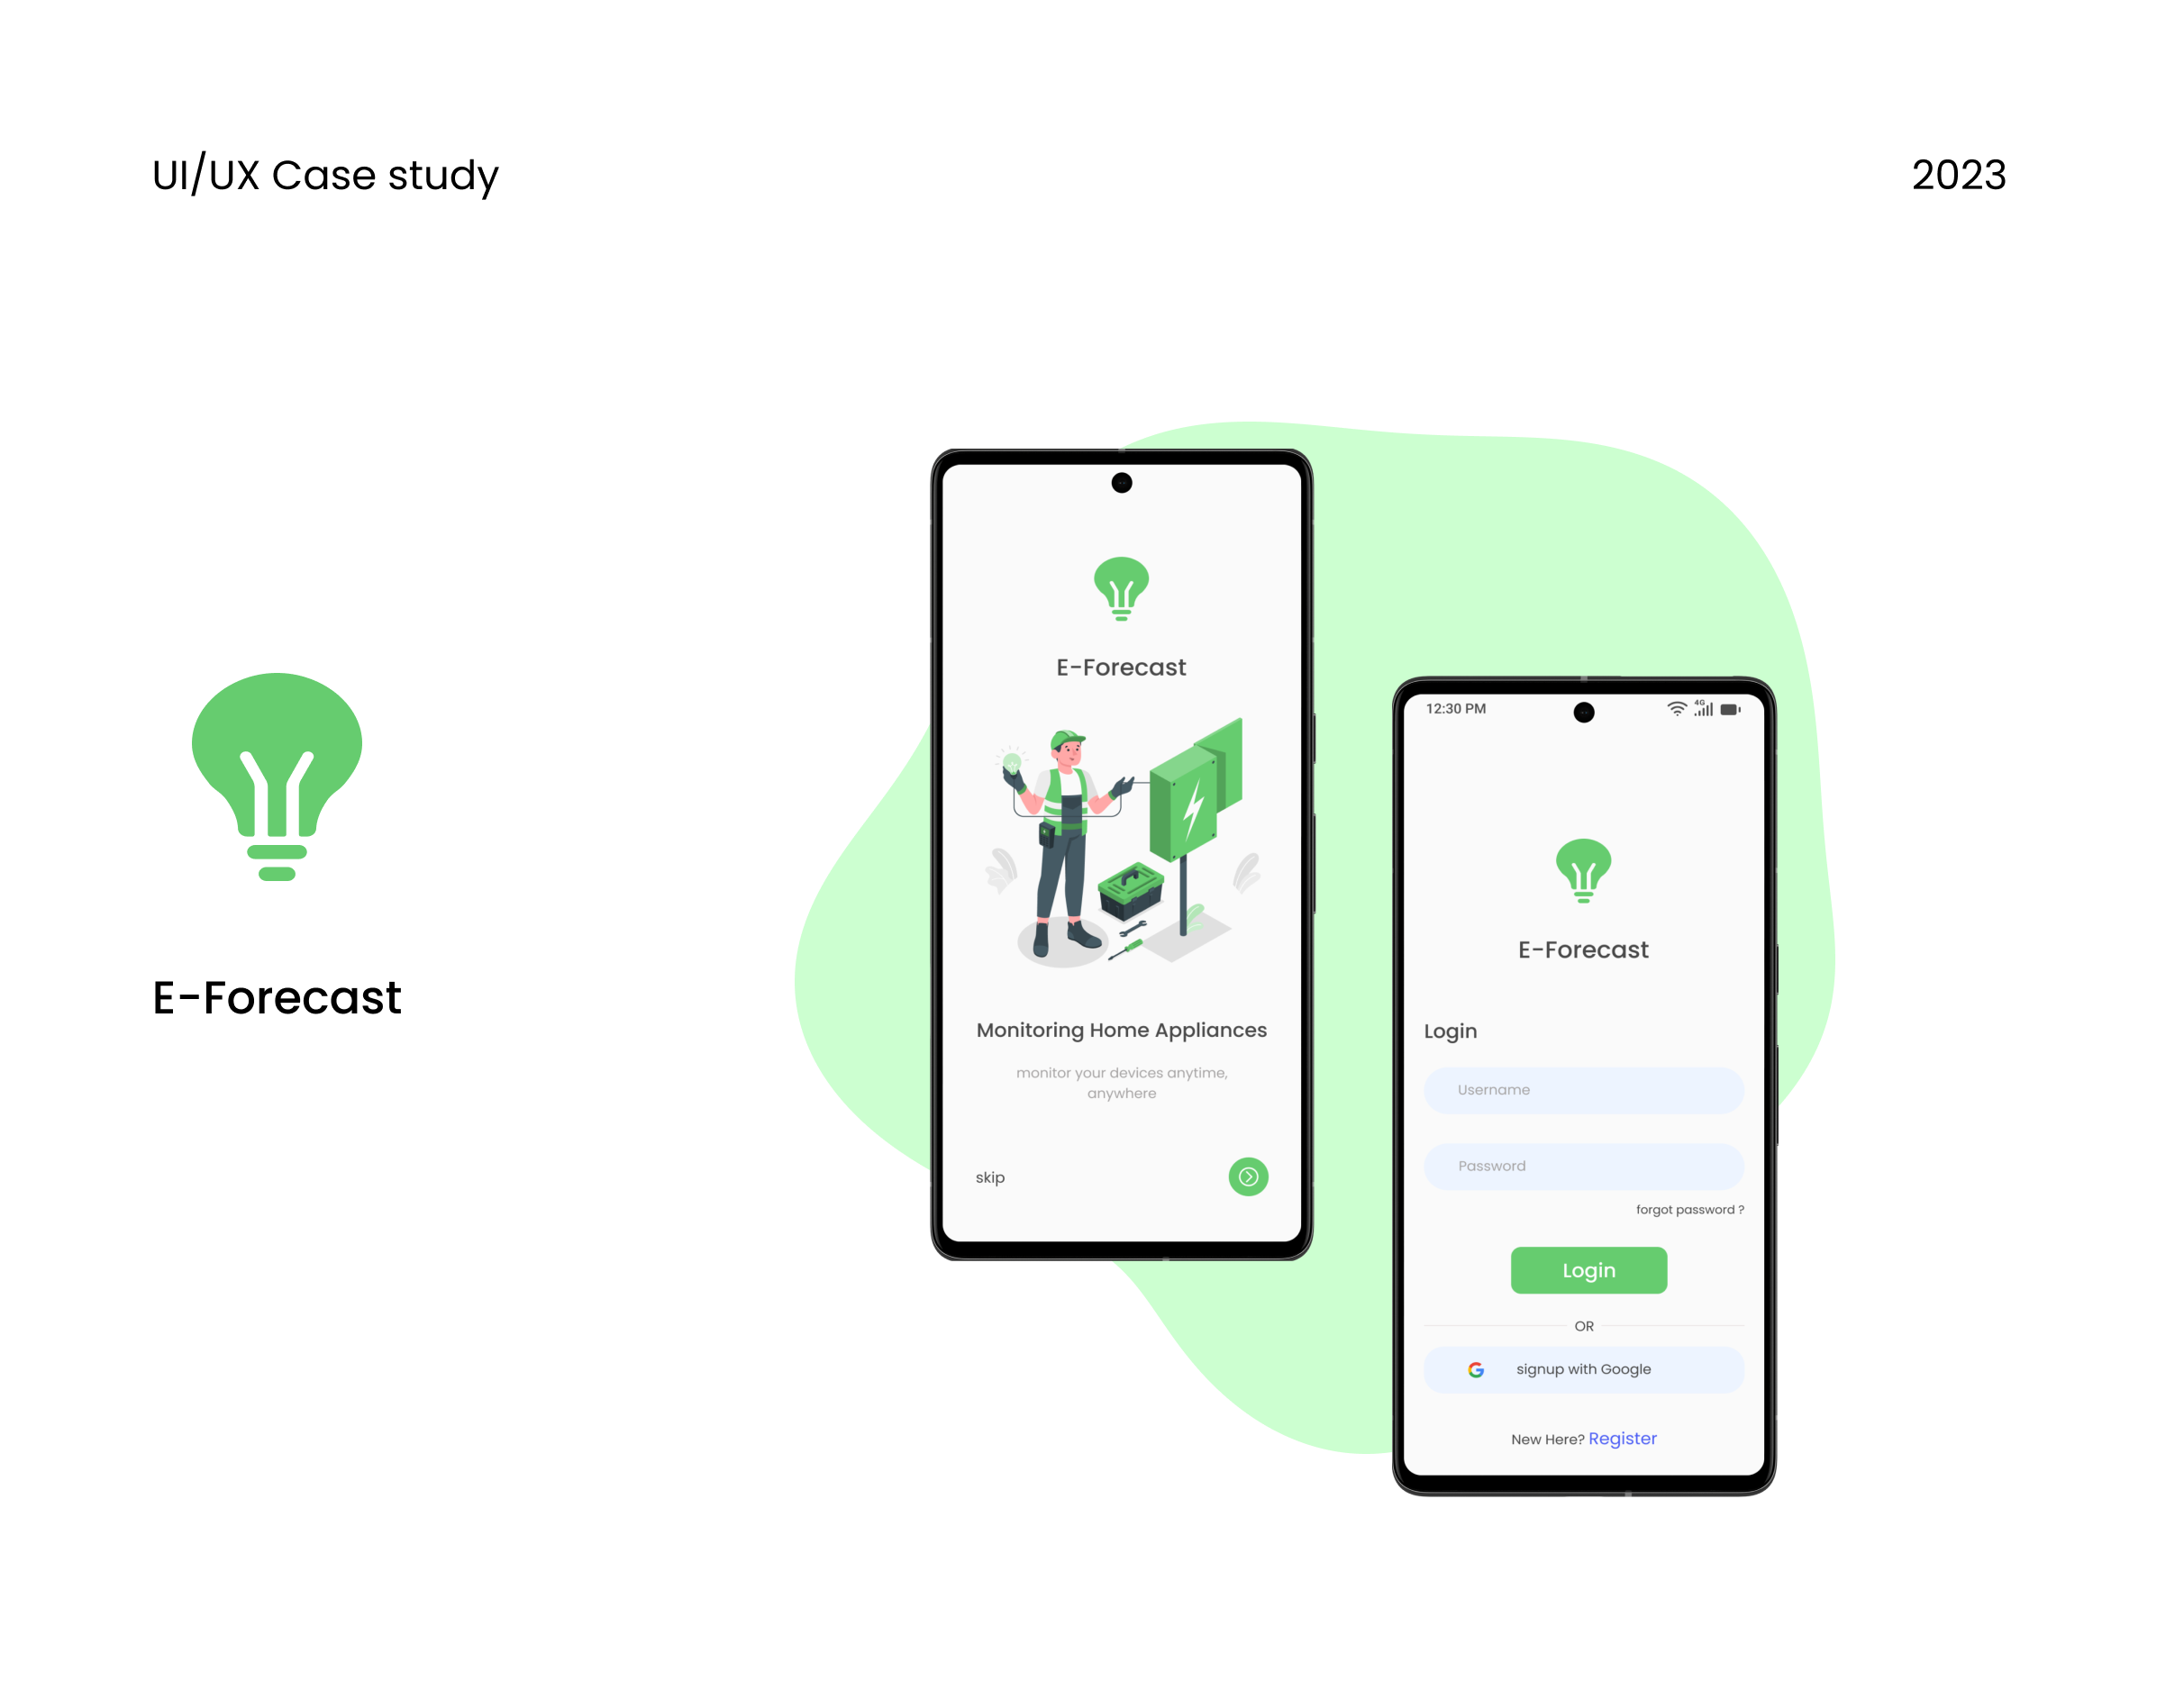 UI/UX Case study
2023
E-Forecast
E-Forecast
Monitoring Home Appliances
monitor your devices anytime,
anywhere
skip
12:30 PM
4G
E-Forecast
Login
Username
Password
forgot password ?
Login
OR
signup with Google
New Here? Register